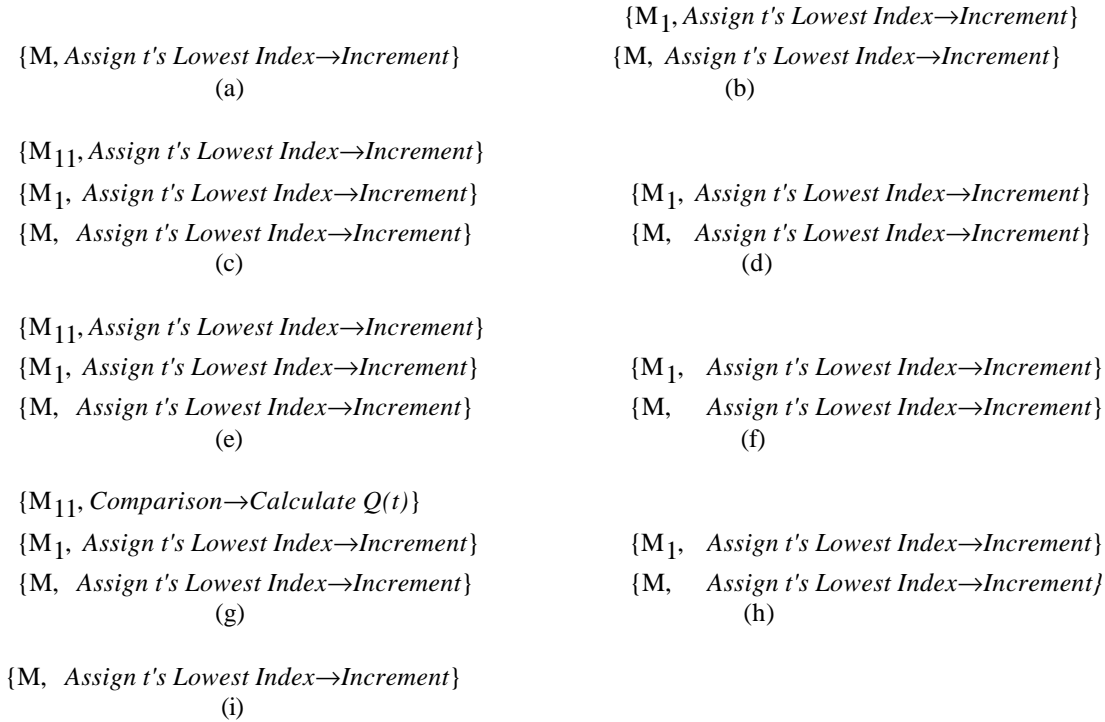 {M, Assign t's Lowest Index→Increment}
(a)
{M1, Assign t's Lowest Index→Increment}
{M, Assign t's Lowest Index→Increment}
(b)
{M11, Assign t's Lowest Index→Increment}
{M1, Assign t's Lowest Index→Increment}
{M, Assign t's Lowest Index→Increment}
(c)
{M1, Assign t's Lowest Index→Increment}
{M, Assign t's Lowest Index→Increment}
(d)
{M11, Assign t's Lowest Index→Increment}
{M1, Assign t's Lowest Index→Increment}
{M, Assign t's Lowest Index→Increment}
(e)
{M1, Assign t's Lowest Index→Increment}
{M, Assign t's Lowest Index→Increment}
(f)
{M11, Comparison→Calculate Q(t)}
{M1, Assign t's Lowest Index→Increment}
{M, Assign t's Lowest Index→Increment}
(g)
{M1, Assign t's Lowest Index→Increment}
{M, Assign t's Lowest Index→Increment}
(h)
{M, Assign t's Lowest Index→Increment}
(i)